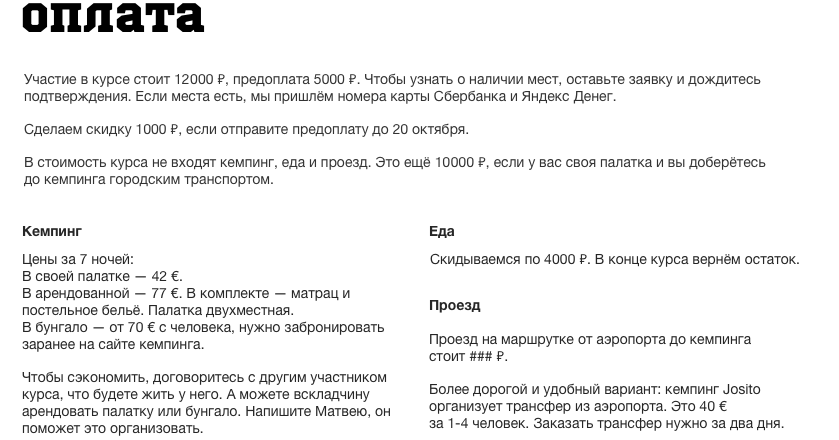 оплата
Участие в курсе стоит 12000 ₽, предоплата 5000 ₽. Чтобы узнать о наличии мест, оставьте заявку и дождитесь
подтверждения. Если места есть, мы пришлём номера карты Сбербанка и Яндекс Денег.
Сделаем скидку 1000 ₽, если отправите предоплату до 20 октября.
В стоимость курса не входят кемпинг, еда и проезд. Это ещё 10000 ₽, если у вас своя палатка и вы доберётесь
до кемпинга городским транспортом.
Кемпинг
Цены за 7 ночей:
В своей палатке — 42 €.
В арендованной — 77 €. В комплекте — матрац и
постельное бельё. Палатка двухместная.
В бунгало — от 70 € с человека, нужно забронировать
заранее на сайте кемпинга.
Чтобы сэкономить, договоритесь с другим участником
курса, что будете жить у него. А можете вскладчину
арендовать палатку или бунгало. Напишите Матвею, он
поможет это организовать.
Еда
Скидываемся по 4000 ₽. В конце курса вернём остаток.
Проезд
Проезд на маршрутке от аэропорта до кемпинга
стоит ### ₽.
Более дорогой и удобный вариант: кемпинг Josito
организует трансфер из аэропорта. Это 40 €
за 1-4 человек. Заказать трансфер нужно за два дня.